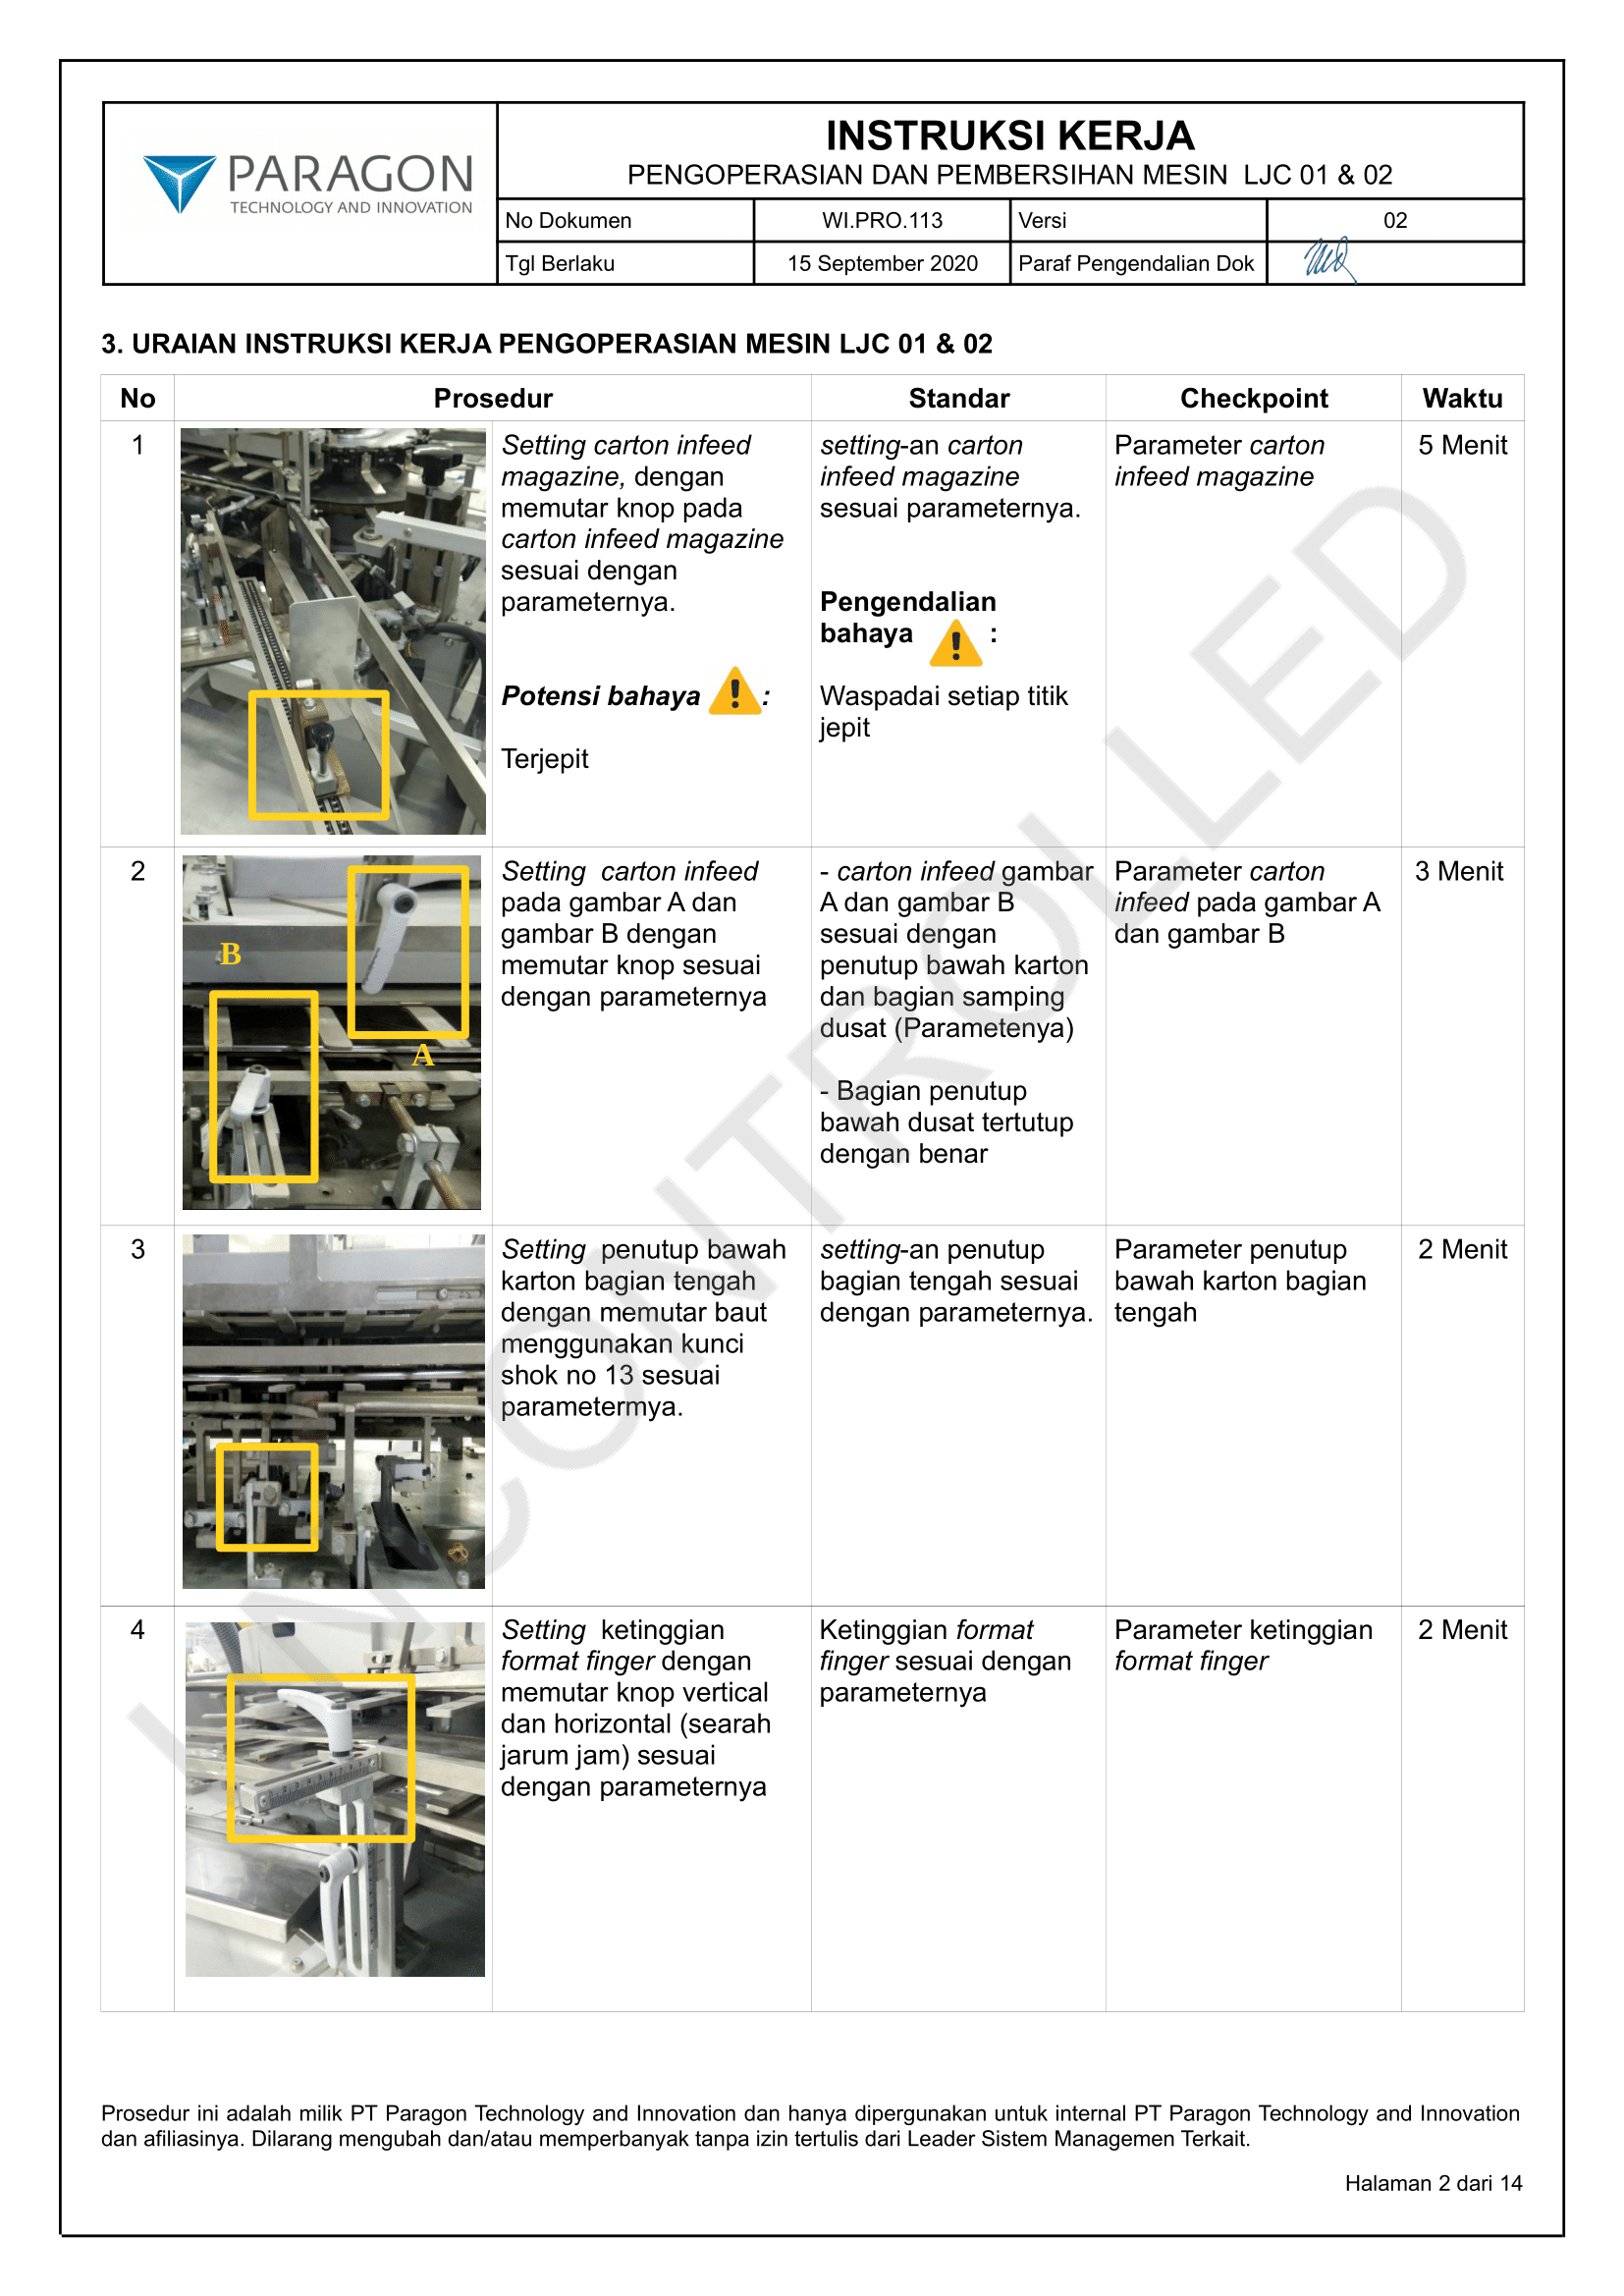 PARAGON
TECHNOLOGY AND INNOVATION
INSTRUKSI KERJA
PENGOPERASIAN DAN PEMBERSIHAN MESIN  LJC 01 & 02
No Dokumen
WI.PRO.113
Versi
02
Tgl Berlaku
15 September 2020
Paraf Pengendalian Dok
3. URAIAN INSTRUKSI KERJA PENGOPERASIAN MESIN LJC 01 & 02
No
Prosedur
Standar
Checkpoint
Waktu
1
Setting carton infeed
magazine, dengan
memutar knop pada
carton infeed magazine
sesuai dengan
parameternya.
Potensi bahaya :
Terjepit
setting-an carton
infeed magazine
sesuai parameternya.
Pengendalian
bahaya :
Waspadai setiap titik
jepit
Parameter carton
infeed magazine
5 Menit
2
B
A
Setting  carton infeed
pada gambar A dan
gambar B dengan
memutar knop sesuai
dengan parameternya
- carton infeed gambar
A dan gambar B
sesuai dengan
penutup bawah karton
dan bagian samping
dusat (Parametenya)
- Bagian penutup
bawah dusat tertutup
dengan benar
Parameter carton
infeed pada gambar A
dan gambar B
3 Menit
3
Setting  penutup bawah
karton bagian tengah
dengan memutar baut
menggunakan kunci
shok no 13 sesuai
parametermya.
setting-an penutup
bagian tengah sesuai
dengan parameternya.
Parameter penutup
bawah karton bagian
tengah
2 Menit
4
Setting  ketinggian
format finger dengan
memutar knop vertical
dan horizontal (searah
jarum jam) sesuai
dengan parameternya
Ketinggian format
finger sesuai dengan
parameternya
Parameter ketinggian
format finger
2 Menit
UNCONTROLLED
Prosedur ini adalah milik PT Paragon Technology and Innovation dan hanya dipergunakan untuk internal PT Paragon Technology and Innovation
dan afiliasinya. Dilarang mengubah dan/atau memperbanyak tanpa izin tertulis dari Leader Sistem Managemen Terkait.
Halaman 2 dari 14